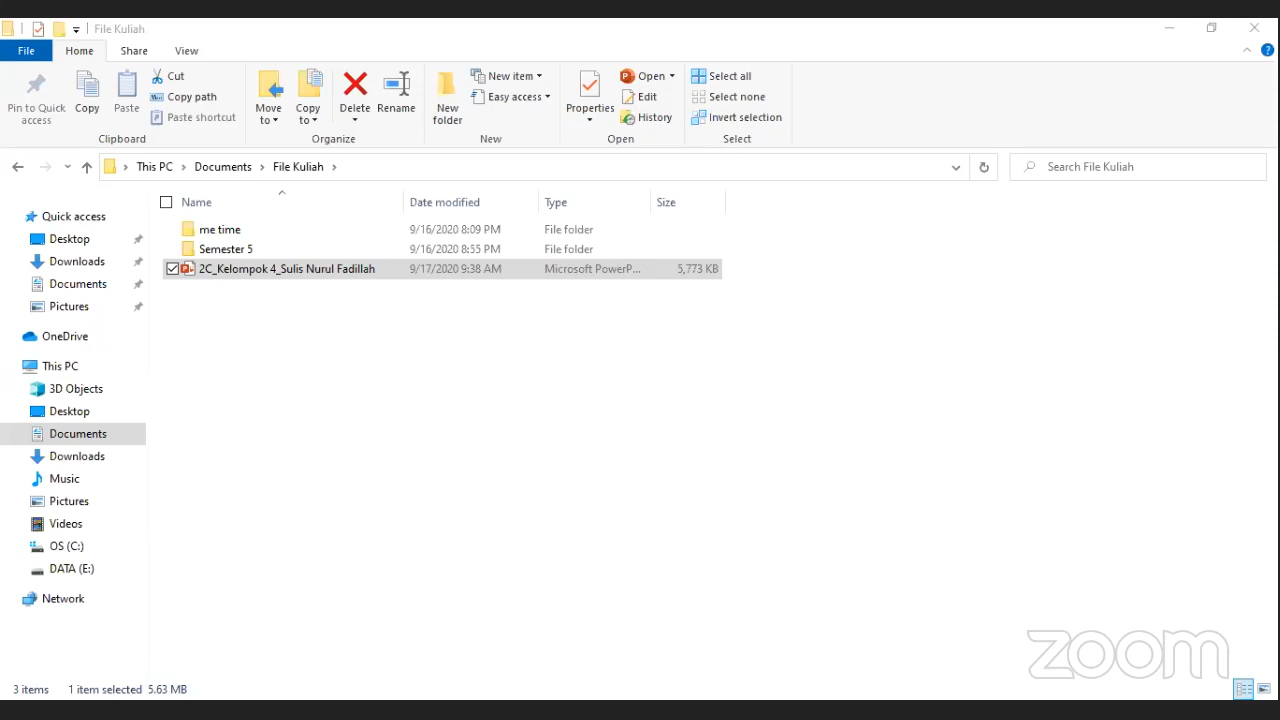 File Kuliah
File Home Share View
Pin to Quick access
Copy
Paste
Cut
Copy path
Paste shortcut
Clipboard
Move to
Copy to
Delete
Rename
Organize
New folder
New item
Easy access
New
Properties
Open
Edit
History
Open
Select all
Select none
Invert selection
Select
This PC > Documents > File Kuliah >
Search File Kuliah
Name Date modified Type Size
me time 9/16/2020 8:09 PM File folder
Semester 5 9/16/2020 8:55 PM File folder
2C_Kelompok 4_Sulis Nurul Fadillah 9/17/2020 9:38 AM Microsoft PowerP... 5,773 KB
Quick access
Desktop
Downloads
Documents
Pictures
OneDrive
This PC
3D Objects
Desktop
Documents
Downloads
Music
Pictures
Videos
OS (C:)
DATA (E:)
Network
zoom
3 items 1 item selected 5.63 MB